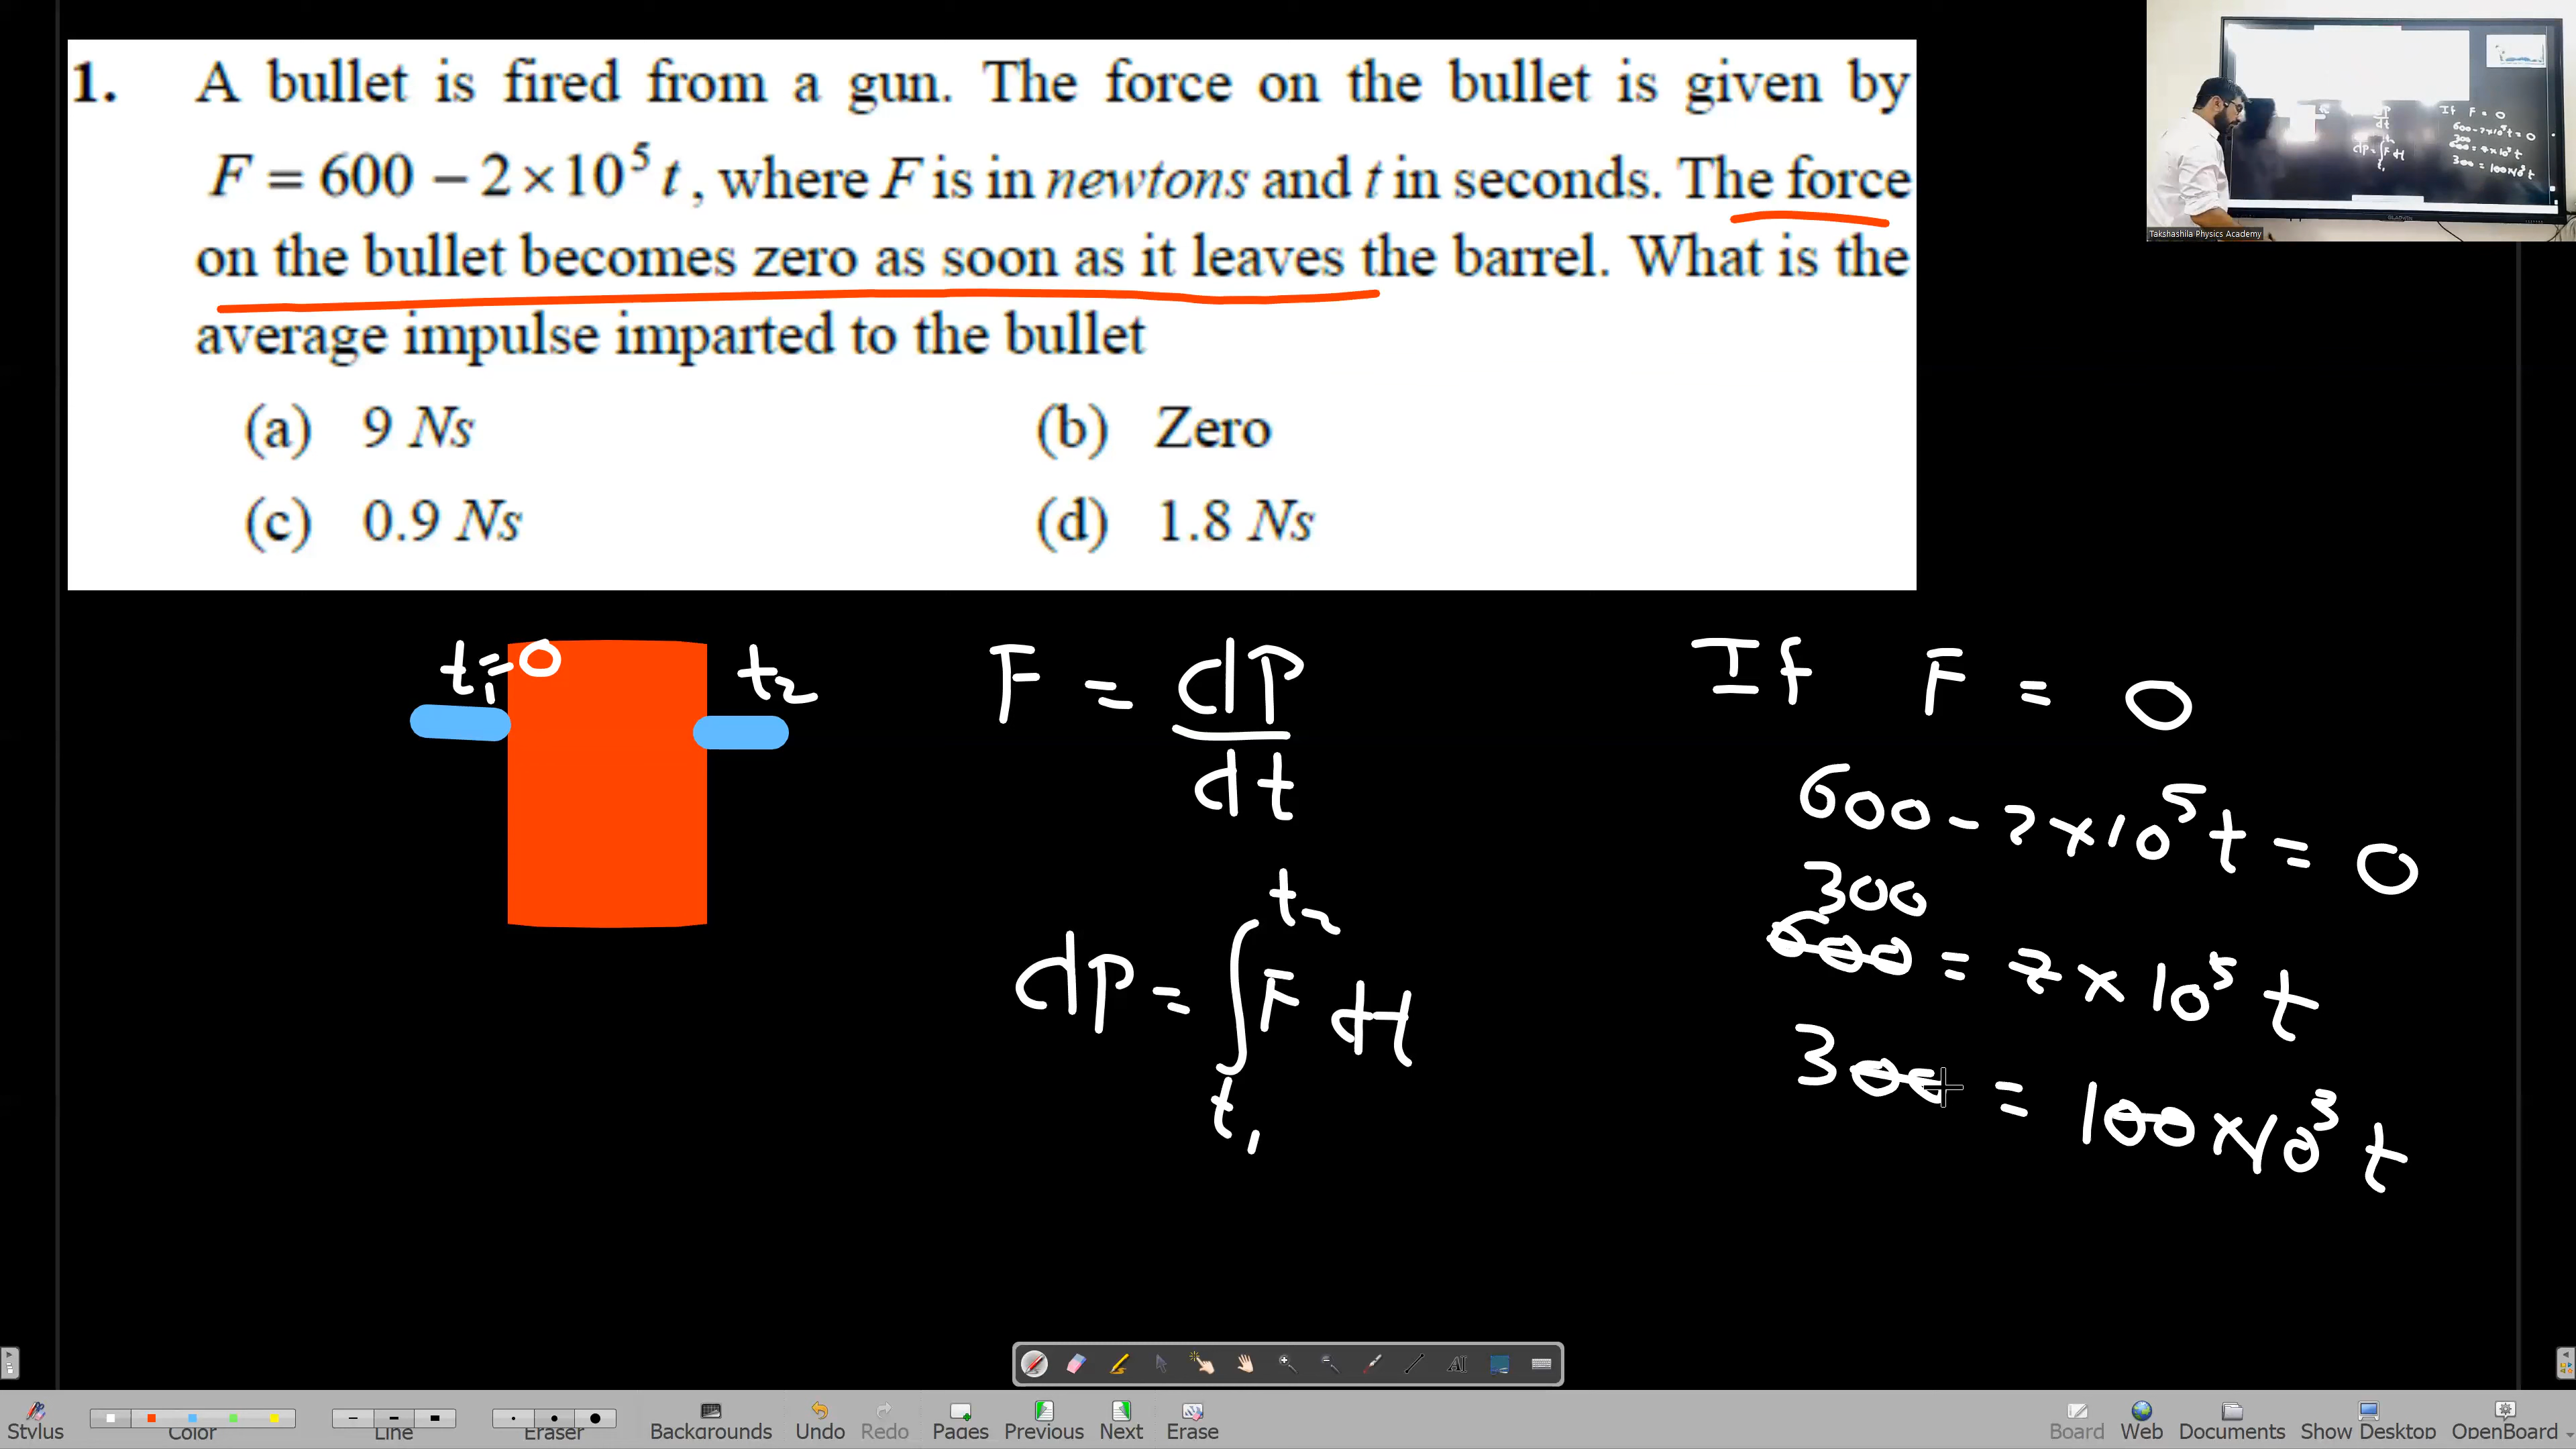 1. A bullet is fired from a gun. The force on the bullet is given by
F = 600 – 2×10⁵ t, where F is in newtons and t in seconds. The force
on the bullet becomes zero as soon as it leaves the barrel. What is the
average impulse imparted to the bullet
(a) 9 Ns (b) Zero
(c) 0.9 Ns (d) 1.8 Ns
Takshashila Physics Academy
t₁=0 t₂
F = dP/dt
dP = ∫ F dt
t₂
t₁
If F = 0
600 - 2×10⁵ t = 0
300
600 = 2×10⁵ t
300 = 100×10³ t
Stylus Color Line Eraser Backgrounds Undo Redo Pages Previous Next Erase Board Web Documents Show Desktop OpenBoard